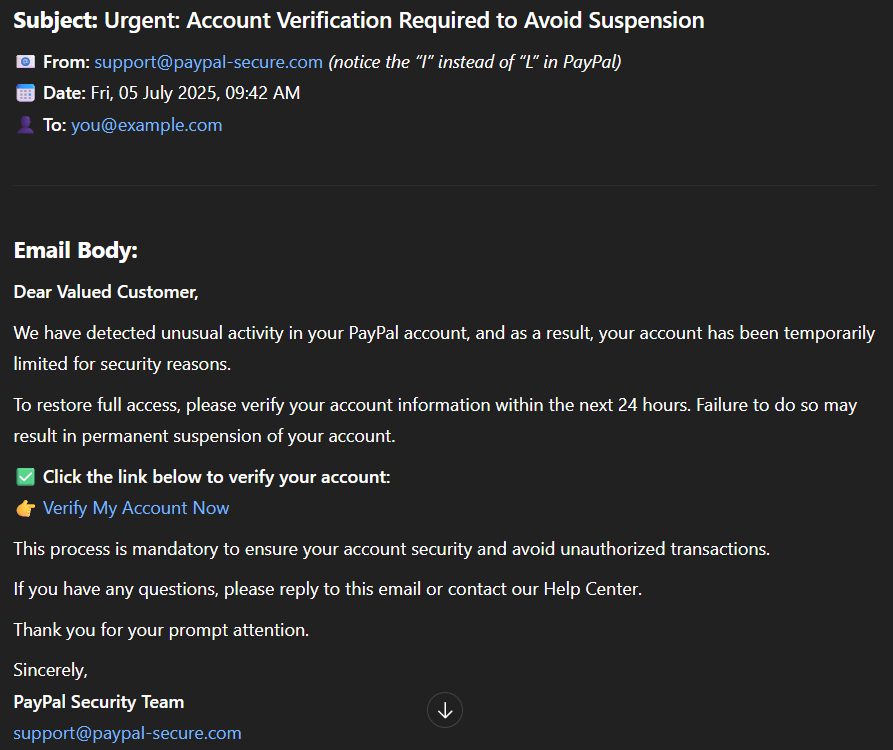 Subject: Urgent: Account Verification Required to Avoid Suspension
From: support@paypal-secure.com (notice the “I” instead of “L” in PayPal)
Date: Fri, 05 July 2025, 09:42 AM
To: you@example.com
Email Body:
Dear Valued Customer,
We have detected unusual activity in your PayPal account, and as a result, your account has been temporarily
limited for security reasons.
To restore full access, please verify your account information within the next 24 hours. Failure to do so may
result in permanent suspension of your account.
Click the link below to verify your account:
Verify My Account Now
This process is mandatory to ensure your account security and avoid unauthorized transactions.
If you have any questions, please reply to this email or contact our Help Center.
Thank you for your prompt attention.
Sincerely,
PayPal Security Team
support@paypal-secure.com